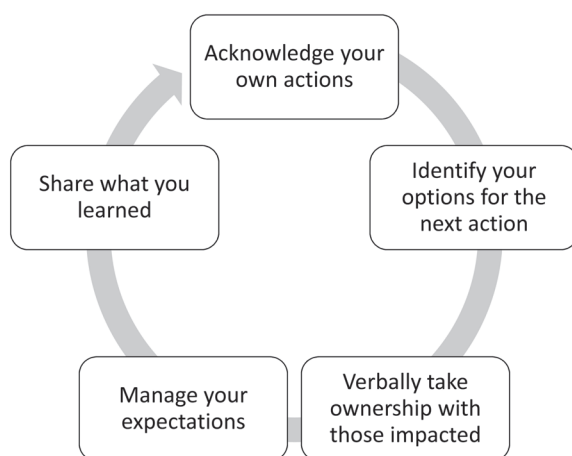 Acknowledge your
own actions
Identify your
options for the
next action
Verbally take
ownership with
those impacted
Manage your
expectations
Share what you
learned